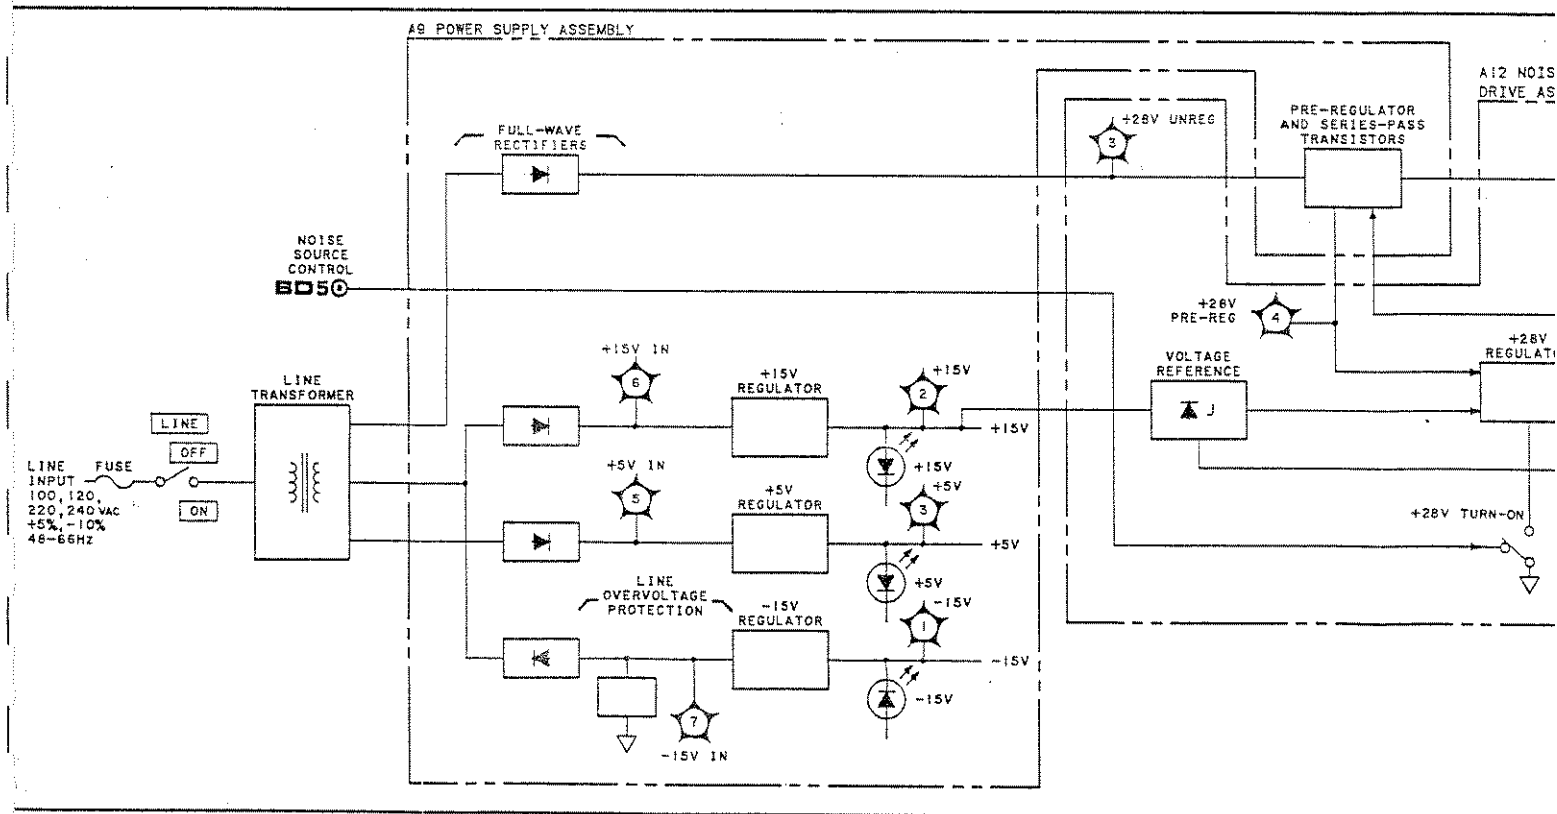 A9 POWER SUPPLY ASSEMBLY
A12 NOIS
DRIVE AS
FULL-WAVE
RECTIFIERS
3
+28V UNREG
PRE-REGULATOR
AND SERIES-PASS
TRANSISTORS
NOISE
SOURCE
CONTROL
BD5
+28V
PRE-REG
4
+28V
REGULATO
VOLTAGE
REFERENCE
+15V IN
6
+15V
REGULATOR
2
+15V
+15V
+15V
LINE
TRANSFORMER
LINE
OFF
ON
LINE
INPUT
100, 120,
220, 240 VAC
+5%, -10%
48-66HZ
FUSE
+5V IN
5
+5V
REGULATOR
3
+5V
+5V
+5V
+28V TURN-ON
LINE
OVERVOLTAGE
PROTECTION
-15V
REGULATOR
1
-15V
-15V
-15V
7
-15V IN